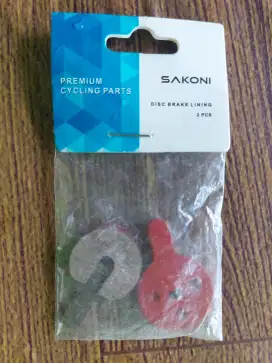 PREMIUM
CYCLING PARTS
SAKONI
DISC BRAKE LINING
2 PCS